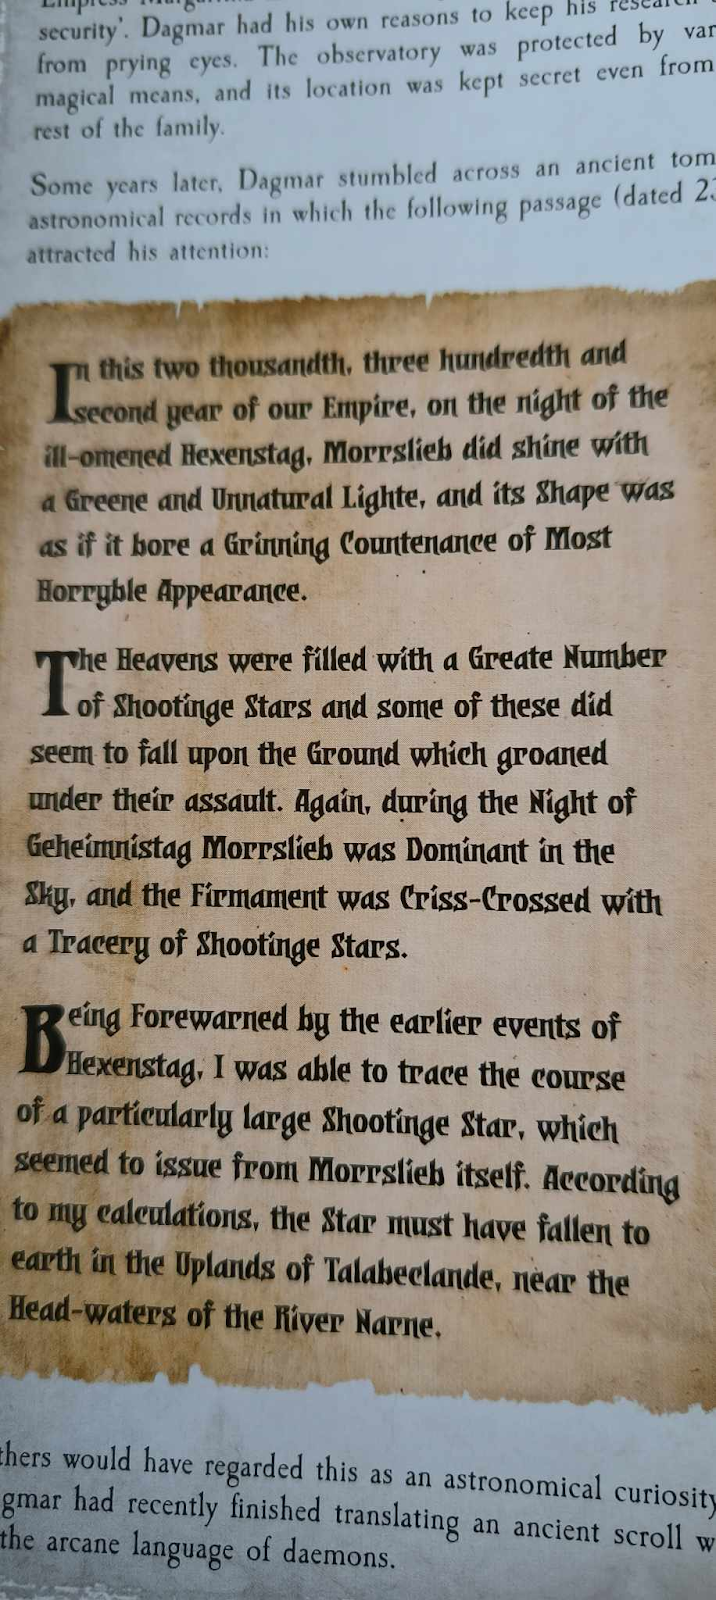 security'. Dagmar had his own reasons to keep his research
from prying eyes. The observatory was protected by
magical means, and its location was kept secret even from
rest of the family.
Some years later, Dagmar stumbled across an ancient
astronomical records in which the following passage (dated
attracted his attention:
In this two thousandth, three hundredth and
second year of our Empire, on the night of the
ill-omened Hexenstag, Morrslieb did shine with
a Greene and Unnatural Lighte, and its Shape was
as if it bore a Grinning Countenance of Most
Horryble Appearance.
The Heavens were filled with a Greate Number
of Shootinge Stars and some of these did
seem to fall upon the Ground which groaned
under their assault. Again, during the Night of
Geheimnistag Morrslieb was Dominant in the
Sky, and the Firmament was Criss-Crossed with
a Tracery of Shootinge Stars.
Being Forewarned by the earlier events of
Hexenstag, I was able to trace the course
of a particularly large Shootinge Star, which
seemed to issue from Morrslieb itself. According
to my calculations, the Star must have fallen to
earth in the Uplands of Talabeclande, near the
Head-waters of the River Narne.
thers would have regarded this as an astronomical curiosity
gmar had recently finished translating an ancient scroll w
the arcane language of daemons.